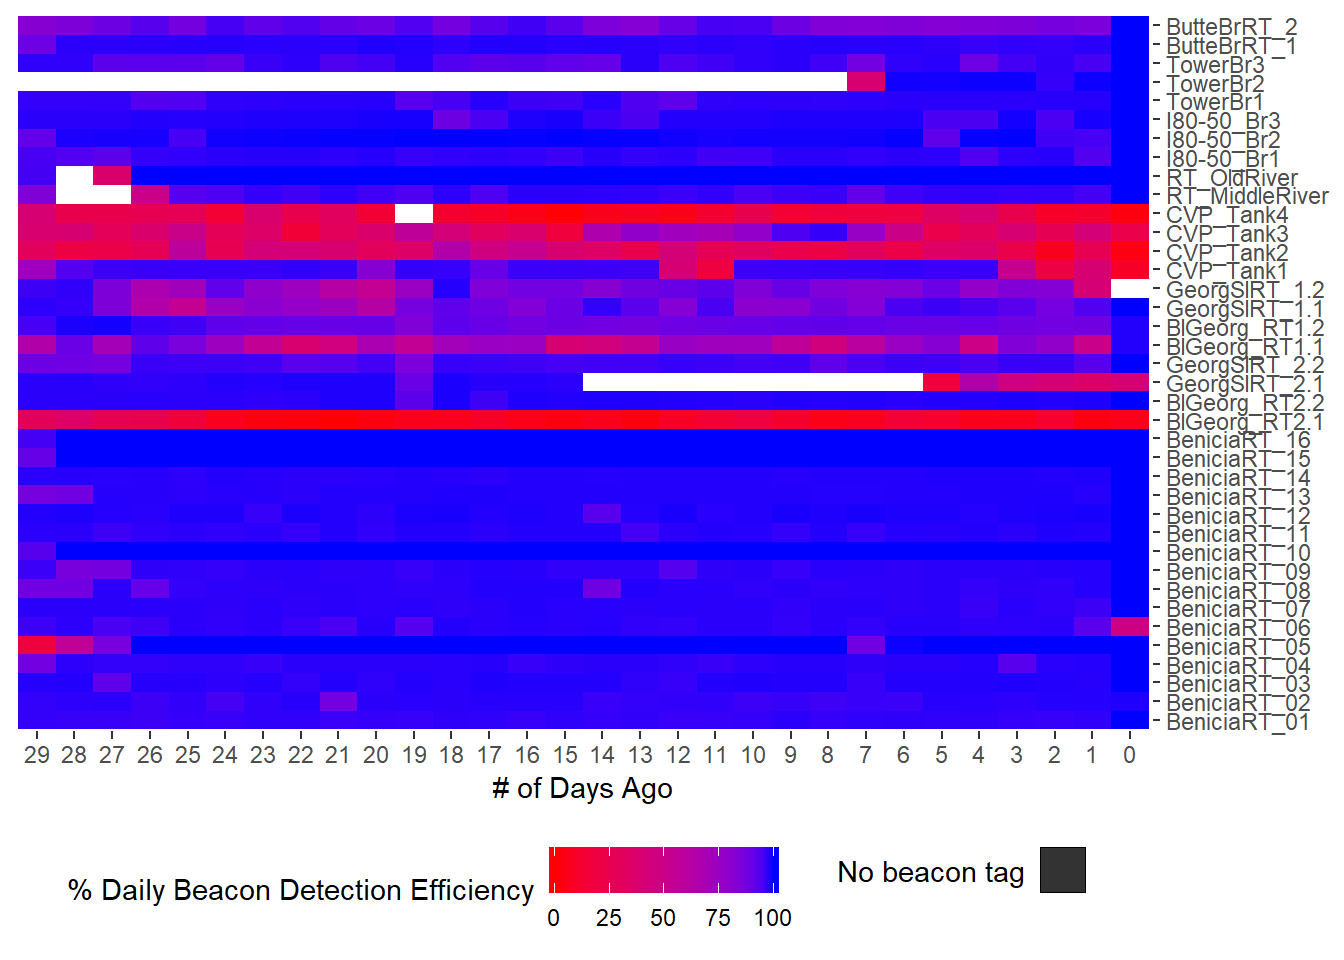 ButteBrRT_2
ButteBrRT_1
TowerBr3
TowerBr2
TowerBr1
I80-50_Br3
I80-50_Br2
I80-50_Br1
RT_OldRiver
RT_MiddleRiver
CVP_Tank4
CVP_Tank3
CVP_Tank2
CVP_Tank1
GeorgSlRT_1.2
GeorgSlRT_1.1
BlGeorg_RT1.2
BlGeorg_RT1.1
GeorgSlRT_2.2
GeorgSlRT_2.1
BlGeorg_RT2.2
BlGeorg_RT2.1
BeniciaRT_16
BeniciaRT_15
BeniciaRT_14
BeniciaRT_13
BeniciaRT_12
BeniciaRT_11
BeniciaRT_10
BeniciaRT_09
BeniciaRT_08
BeniciaRT_07
BeniciaRT_06
BeniciaRT_05
BeniciaRT_04
BeniciaRT_03
BeniciaRT_02
BeniciaRT_01
29 28 27 26 25 24 23 22 21 20 19 18 17 16 15 14 13 12 11 10 9 8 7 6 5 4 3 2 1 0
# of Days Ago
% Daily Beacon Detection Efficiency
0 25 50 75 100
No beacon tag